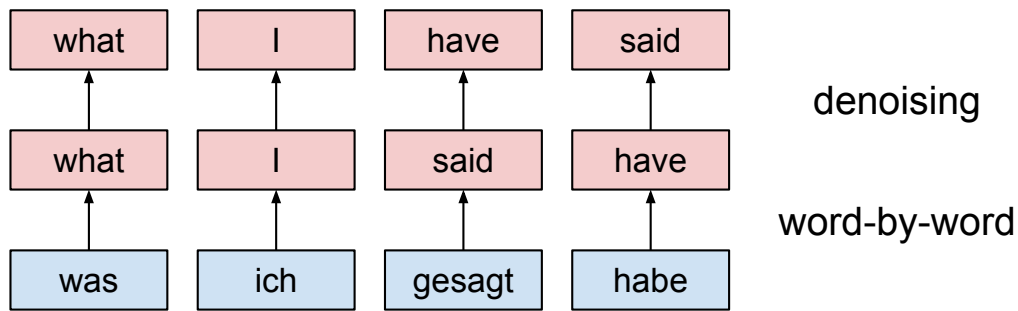 what I have said
denoising
what I said have
word-by-word
was ich gesagt habe